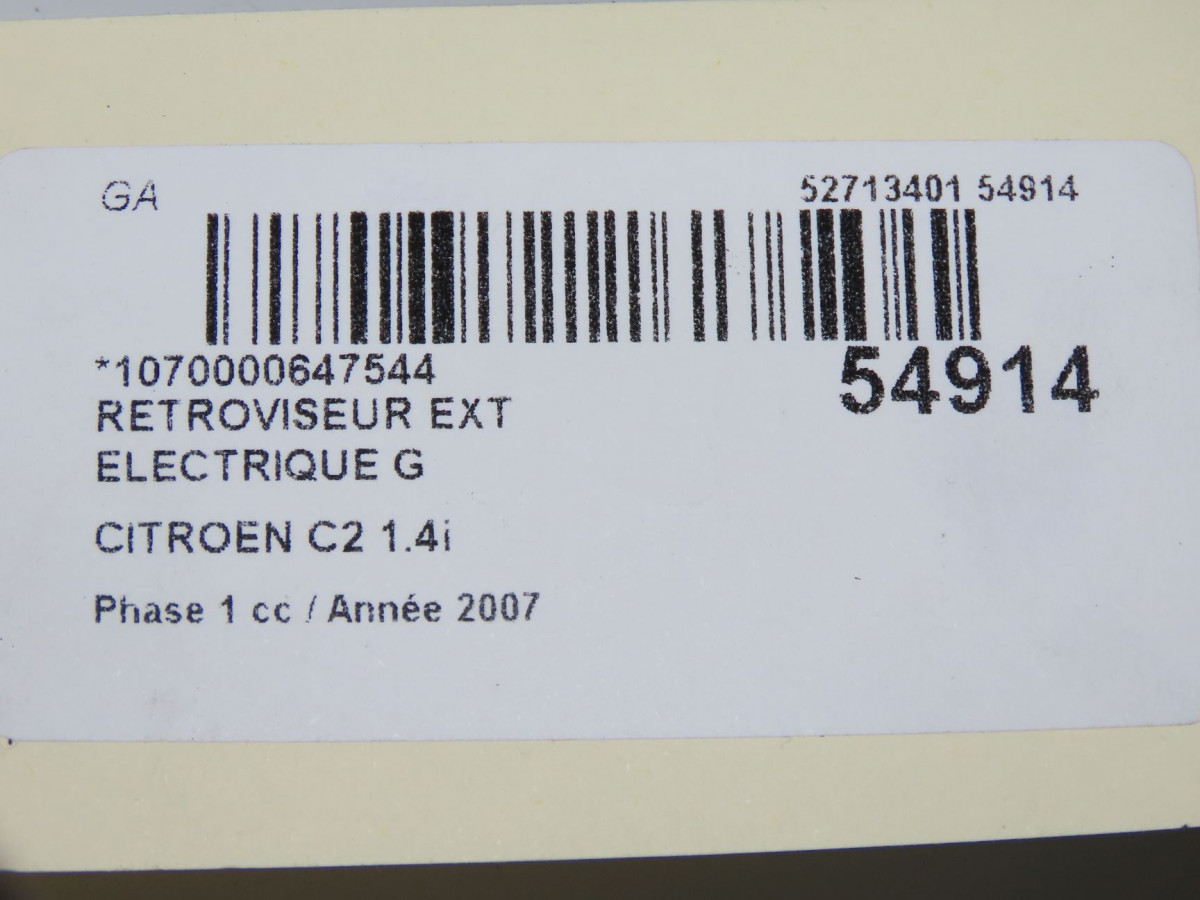 GA
52713401 54914
*1070000647544
54914
RETROVISEUR EXT
ELECTRIQUE G
CITROEN C2 1.4i
Phase 1 cc / Année 2007